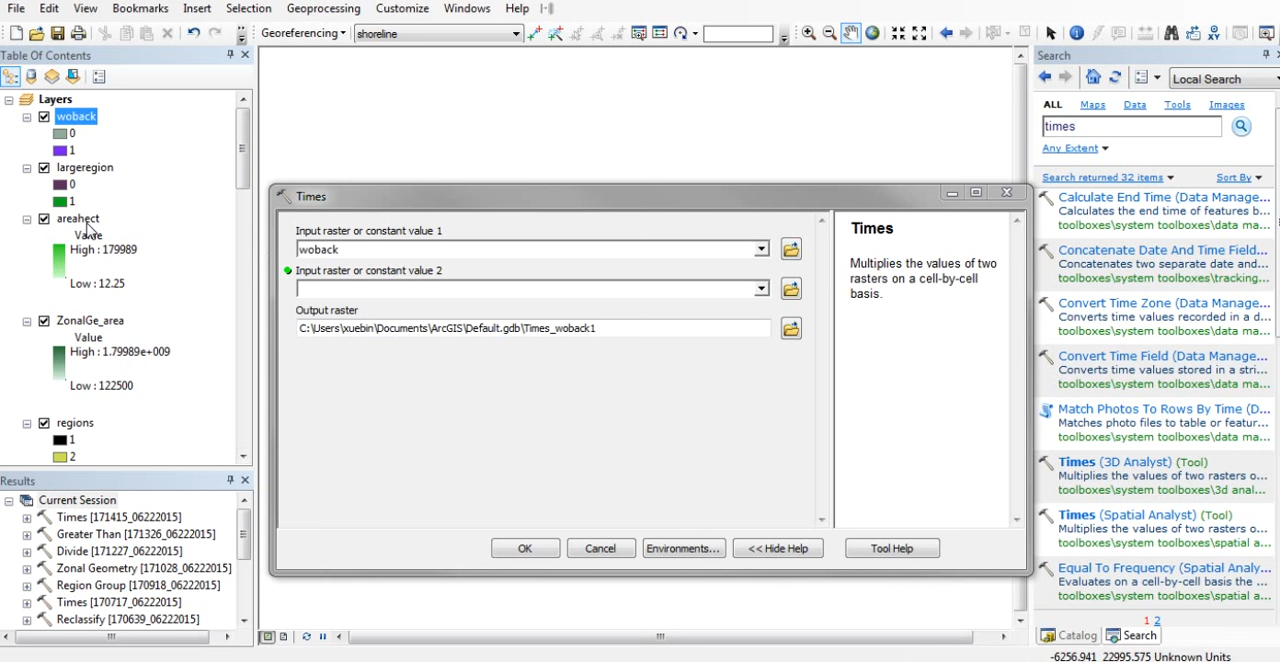 File Edit View Bookmarks Insert Selection Geoprocessing Customize Windows Help
Georeferencing shoreline
Table Of Contents
Layers
woback
0
1
largeregion
0
1
areahect
Value
High : 179989
Low : 12.25
ZonalGe_area
Value
High : 1.79989e+009
Low : 122500
regions
1
2
Results
Current Session
Times [171415_06222015]
Greater Than [171326_06222015]
Divide [171227_06222015]
Zonal Geometry [171028_06222015]
Region Group [170918_06222015]
Times [170717_06222015]
Reclassify [170639_06222015]
Times
Input raster or constant value 1
woback
Input raster or constant value 2
Output raster
C:\Users\xuebin\Documents\ArcGIS\Default.gdb\Times_woback1
OK Cancel Environments... << Hide Help Tool Help
Times
Multiplies the values of two
rasters on a cell-by-cell
basis.
Search
Local Search
ALL Maps Data Tools Images
times
Any Extent
Search returned 32 items Sort By
Calculate End Time (Data Manage...
Calculates the end time of features b...
toolboxes\system toolboxes\data ma...
Concatenate Date And Time Field...
Concatenates two separate date and...
toolboxes\system toolboxes\tracking...
Convert Time Zone (Data Manage...
Converts time values recorded in a d...
toolboxes\system toolboxes\data ma...
Convert Time Field (Data Manage...
Converts time values stored in a stri...
toolboxes\system toolboxes\data ma...
Match Photos To Rows By Time (D...
Matches photo files to table or featur...
toolboxes\system toolboxes\data ma...
Times (3D Analyst) (Tool)
Multiplies the values of two rasters o...
toolboxes\system toolboxes\3d anal...
Times (Spatial Analyst) (Tool)
Multiplies the values of two rasters o...
toolboxes\system toolboxes\spatial a...
Equal To Frequency (Spatial Analy...
Evaluates on a cell-by-cell basis the ...
toolboxes\system toolboxes\spatial a...
1 2
Catalog Search
-6256.941 22995.575 Unknown Units